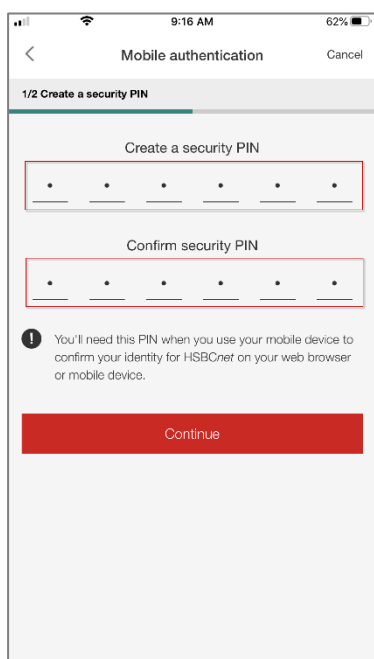 9:16 AM 62%
Mobile authentication Cancel
1/2 Create a security PIN
Create a security PIN
Confirm security PIN
You'll need this PIN when you use your mobile device to
confirm your identity for HSBCnet on your web browser
or mobile device.
Continue